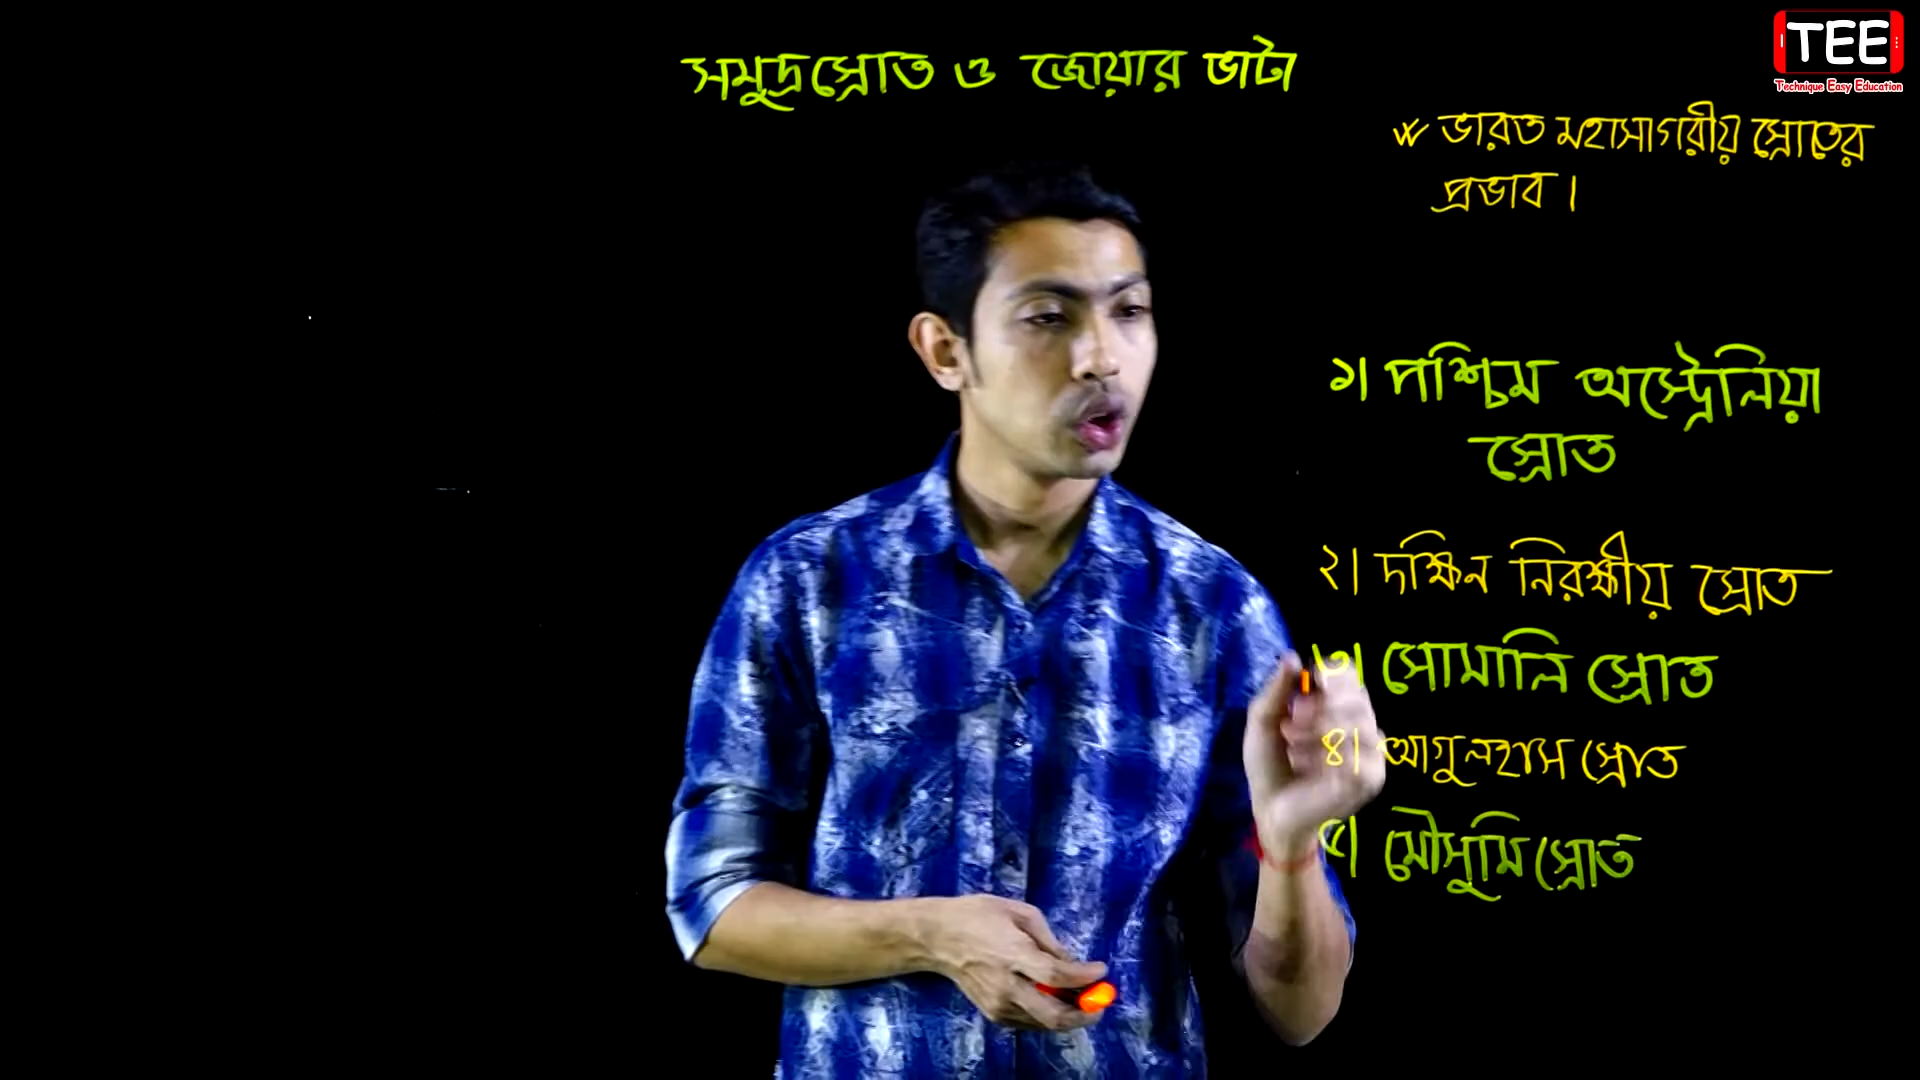 সমুদ্রস্রোত ও জোয়ার ভাটা
TEE
Technique Easy Education
ভারত মহাসাগরীয় স্রোতের
প্রভাব ।
১। পশ্চিম অস্ট্রেলিয়া
স্রোত
২। দক্ষিন নিরক্ষীয় স্রোত
৩। সোমালি স্রোত
৪। আগুলহাস স্রোত
৫। মৌসুমি স্রোত